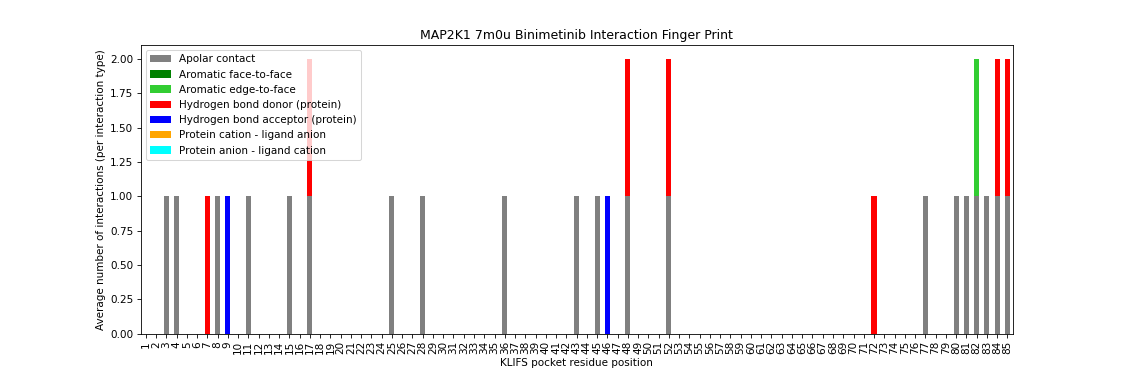 MAP2K1 7m0u Binimetinib Interaction Finger Print
Average number of interactions (per interaction type)
2.00
1.75
1.50
1.25
1.00
0.75
0.50
0.25
0.00
Apolar contact
Aromatic face-to-face
Aromatic edge-to-face
Hydrogen bond donor (protein)
Hydrogen bond acceptor (protein)
Protein cation - ligand anion
Protein anion - ligand cation
1 2 3 4 5 6 7 8 9 10 11 12 13 14 15 16 17 18 19 20 21 22 23 24 25 26 27 28 29 30 31 32 33 34 35 36 37 38 39 40 41 42 43 44 45 46 47 48 49 50 51 52 53 54 55 56 57 58 59 60 61 62 63 64 65 66 67 68 69 70 71 72 73 74 75 76 77 78 79 80 81 82 83 84 85
KLIFS pocket residue position